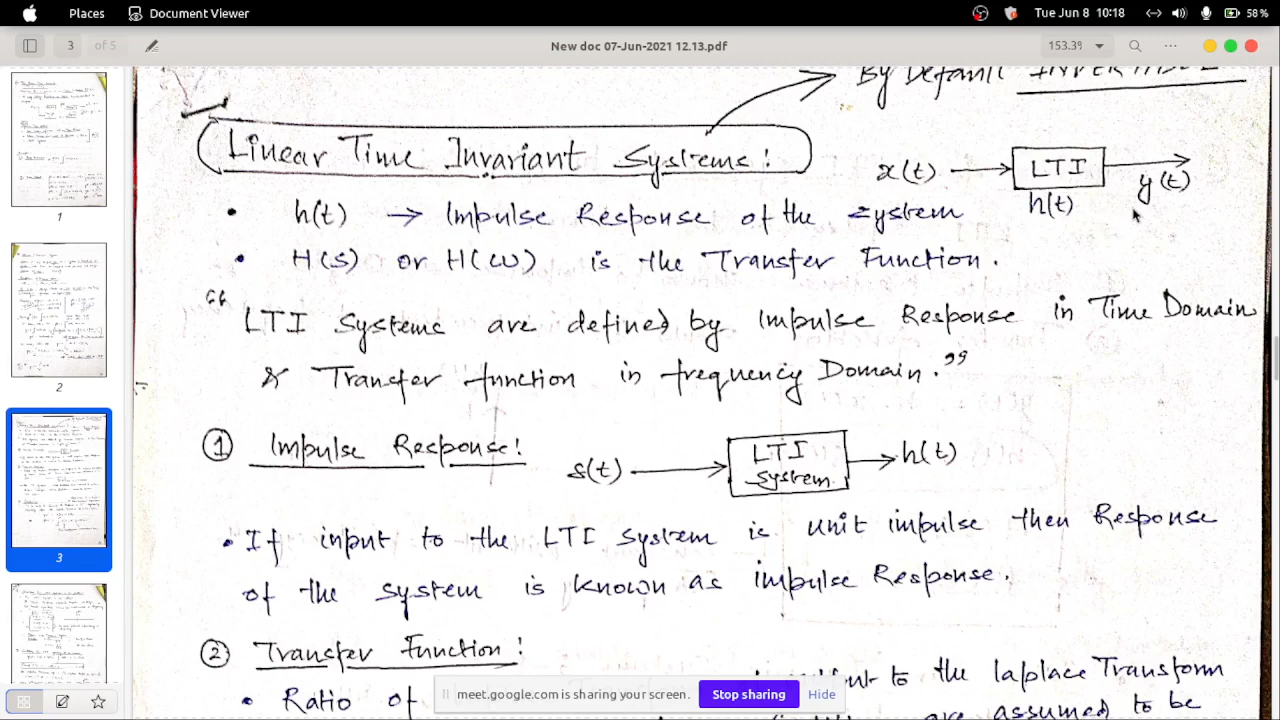 Places Document Viewer Tue Jun 8 10:18 58 %
3 of 5 New doc 07-Jun-2021 12.13.pdf 153.39
By Default
Linear Time Invariant Systems:
x(t) LTI y(t)
h(t)
• h(t) → Impulse Response of the system
• H(s) or H(ω) is the Transfer Function.
“ LTI Systems are defined by Impulse Response in Time Domain
& Transfer function in frequency Domain.”
① Impulse Response:
δ(t) LTI System h(t)
• If input to the LTI system is unit impulse then Response
of the system is known as impulse Response.
② Transfer Function:
to the laplace Transform
• Ratio of
are assumed to be
1
2
3
meet.google.com is sharing your screen. Stop sharing Hide